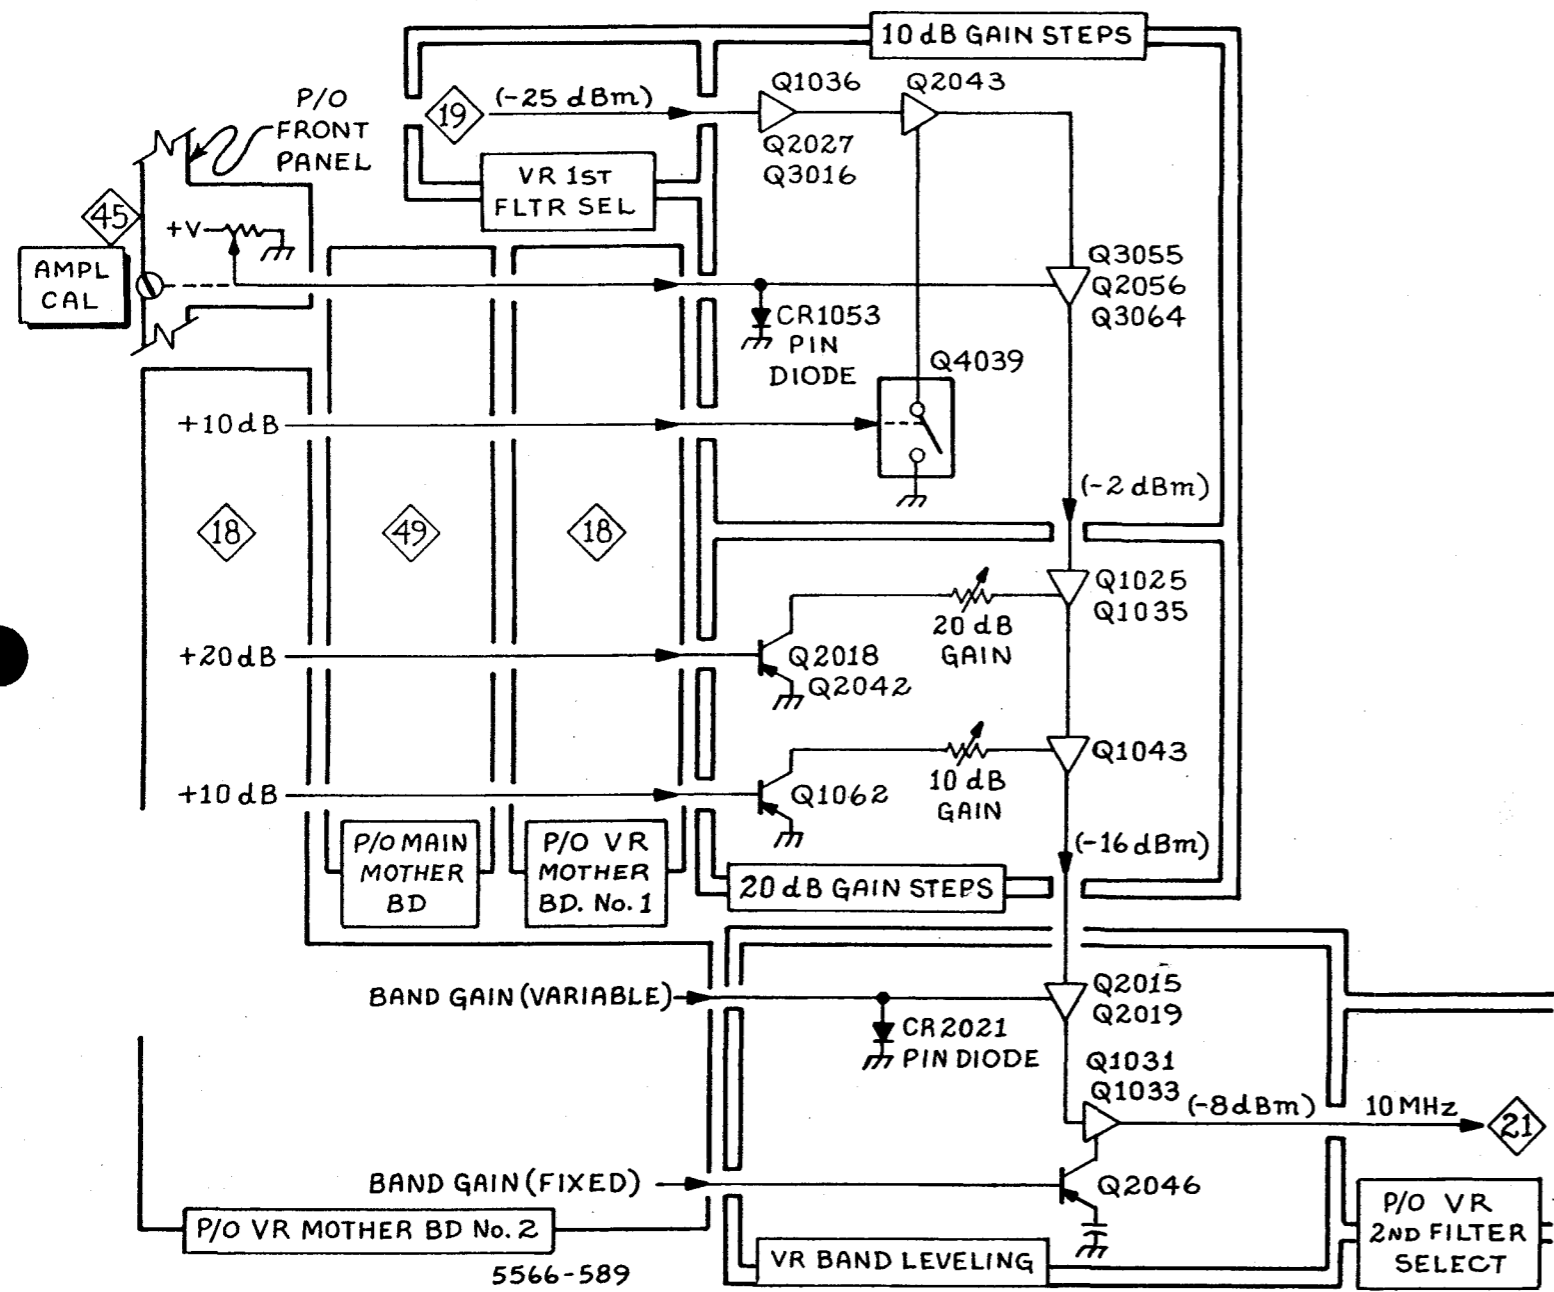 10 dB GAIN STEPS
P/O
FRONT
PANEL
19
(-25 dBm)
Q1036
Q2027
Q3016
Q2043
VR 1ST
FLTR SEL
45
+V
AMPL
CAL
CR1053
PIN
DIODE
Q3055
Q2056
Q3064
Q4039
+10 dB
18
49
18
(-2 dBm)
Q1025
Q1035
20 dB
GAIN
+20 dB
Q2018
Q2042
Q1043
10 dB
GAIN
+10 dB
Q1062
(-16 dBm)
P/O MAIN
MOTHER
BD
P/O VR
MOTHER
BD. No. 1
20 dB GAIN STEPS
BAND GAIN (VARIABLE)
CR2021
PIN DIODE
Q2015
Q2019
Q1031
Q1033
(-8 dBm)
10 MHz
21
BAND GAIN (FIXED)
Q2046
P/O VR MOTHER BD No. 2
VR BAND LEVELING
P/O VR
2ND FILTER
SELECT
5566-589